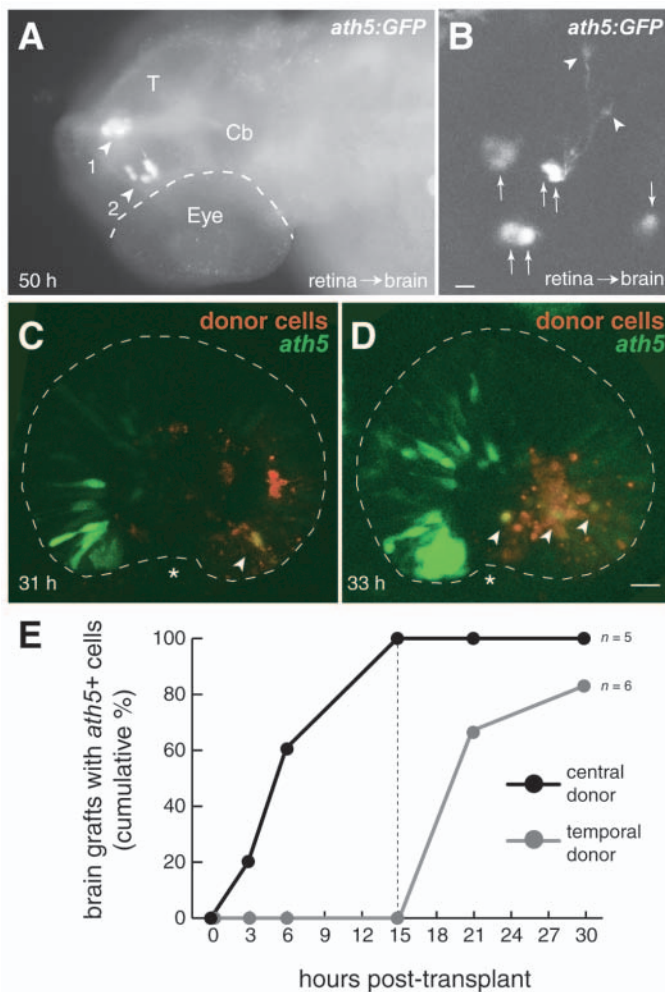 A
ath5:GFP
T
Cb
1
2
Eye
50 h
retina→brain
B
ath5:GFP
retina→brain
C
donor cells
ath5
31 h
*
D
donor cells
ath5
33 h
*
E
brain grafts with ath5+ cells
(cumulative %)
100
80
60
40
20
0
n = 5
n = 6
central
donor
temporal
donor
0 3 6 15 18 21 24 27 30
hours post-transplant